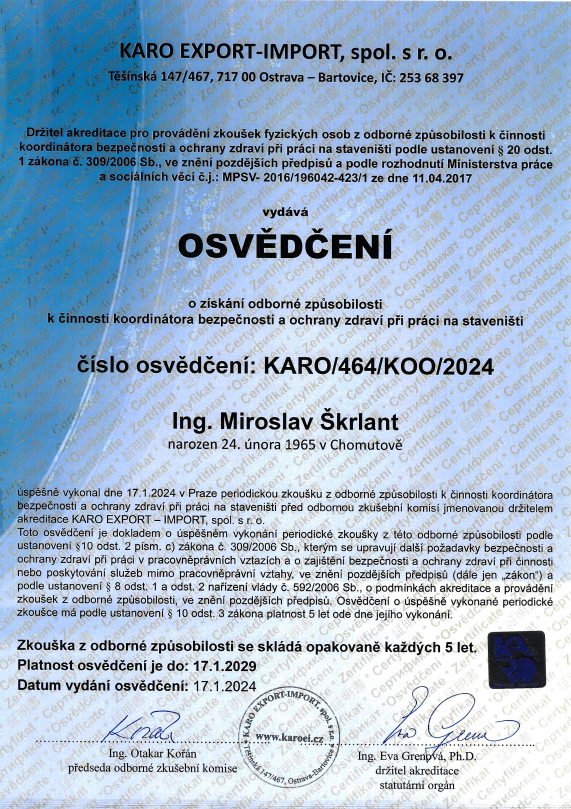 KARO EXPORT-IMPORT, spol. s r. o.
Těšínská 147/467, 717 00 Ostrava – Bartovice, IČ: 253 68 397
Držitel akreditace pro provádění zkoušek fyzických osob z odborné způsobilosti k činnosti
koordinátora bezpečnosti a ochrany zdraví při práci na staveništi podle ustanovení § 20 odst.
1 zákona č. 309/2006 Sb., ve znění pozdějších předpisů a podle rozhodnutí Ministerstva práce
a sociálních věcí č.j.: MPSV- 2016/196042-423/1 ze dne 11.04.2017
vydává
OSVĚDČENÍ
o získání odborné způsobilosti
k činnosti koordinátora bezpečnosti a ochrany zdraví při práci na staveništi
číslo osvědčení: KARO/464/KOO/2024
Ing. Miroslav Škrlant
narozen 24. února 1965 v Chomutově
úspěšně vykonal dne 17.1.2024 v Praze periodickou zkoušku z odborné způsobilosti k činnosti koordinátora
bezpečnosti a ochrany zdraví při práci na staveništi před odbornou zkušební komisí jmenovanou držitelem
akreditace KARO EXPORT – IMPORT, spol. s r. o.
Toto osvědčení je dokladem o úspěšném vykonání periodické zkoušky z této odborné způsobilosti podle
ustanovení §10 odst. 2 písm. c) zákona č. 309/2006 Sb., kterým se upravují další požadavky bezpečnosti a
ochrany zdraví při práci v pracovněprávních vztazích a o zajištění bezpečnosti a ochrany zdraví při činnosti
nebo poskytování služeb mimo pracovněprávní vztahy, ve znění pozdějších předpisů (dále jen „zákon“) a
podle ustanovení § 8 odst. 1 a odst. 2 nařízení vlády č. 592/2006 Sb., o podmínkách akreditace a provádění
zkoušek z odborné způsobilosti, ve znění pozdějších předpisů. Osvědčení o úspěšně vykonané periodické
zkoušce má podle ustanovení § 10 odst. 3 zákona platnost 5 let ode dne jejího vykonání.
Zkouška z odborné způsobilosti se skládá opakovaně každých 5 let.
Platnost osvědčení je do: 17.1.2029
Datum vydání osvědčení: 17.1.2024
KARO EXPORT-IMPORT, spol. s r.o.
www.karoei.cz
Těšínská 147/467, Ostrava-Bartovice
Ing. Otakar Kořán
předseda odborné zkušební komise
Ing. Eva Grenová, Ph.D.
držitel akreditace
statutární orgán